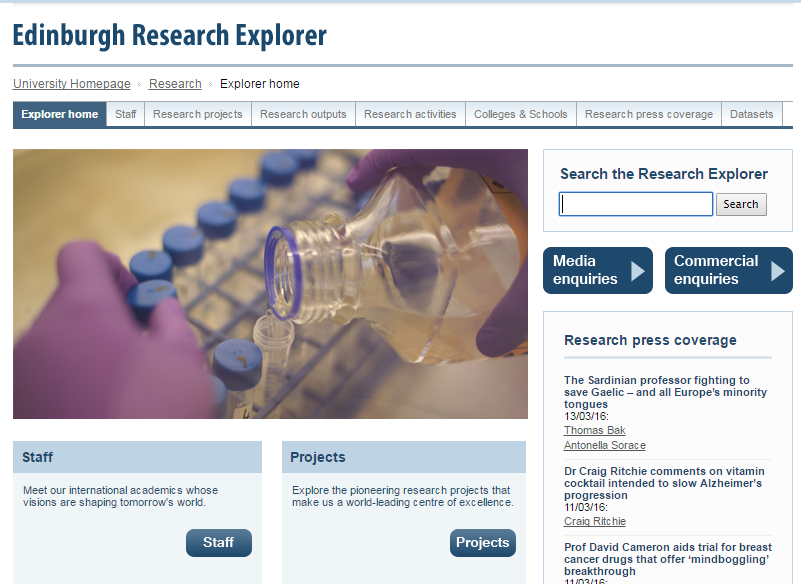 Edinburgh Research Explorer
University Homepage › Research › Explorer home
Explorer home Staff Research projects Research outputs Research activities Colleges & Schools Research press coverage Datasets
Search the Research Explorer
Search
Media
enquiries
Commercial
enquiries
Research press coverage
The Sardinian professor fighting to
save Gaelic – and all Europe's minority
tongues
13/03/16:
Thomas Bak
Antonella Sorace
Dr Craig Ritchie comments on vitamin
cocktail intended to slow Alzheimer's
progression
11/03/16:
Craig Ritchie
Prof David Cameron aids trial for breast
cancer drugs that offer ‘mindboggling’
breakthrough
11/03/16:
Staff
Meet our international academics whose
visions are shaping tomorrow's world.
Staff
Projects
Explore the pioneering research projects that
make us a world-leading centre of excellence.
Projects